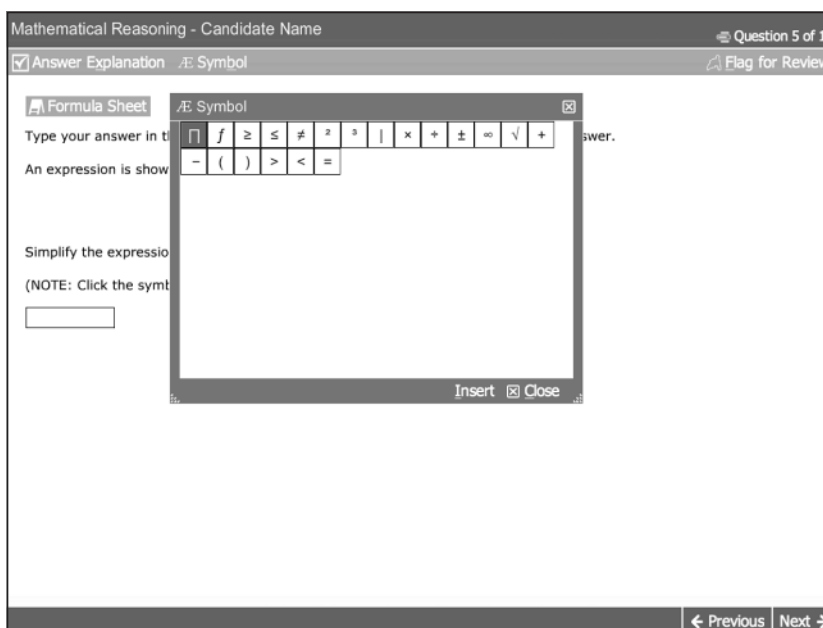 Mathematical Reasoning - Candidate Name
Question 5 of 1
Answer Explanation Æ Symbol Flag for Review
Formula Sheet Æ Symbol
Type your answer in swer.
∏ ƒ ≥ ≤ ≠ ² ³ | × ÷ ± ∞ √ +
An expression is show
− ( ) > < =
Simplify the expressio
(NOTE: Click the symb
Insert Close
Previous Next